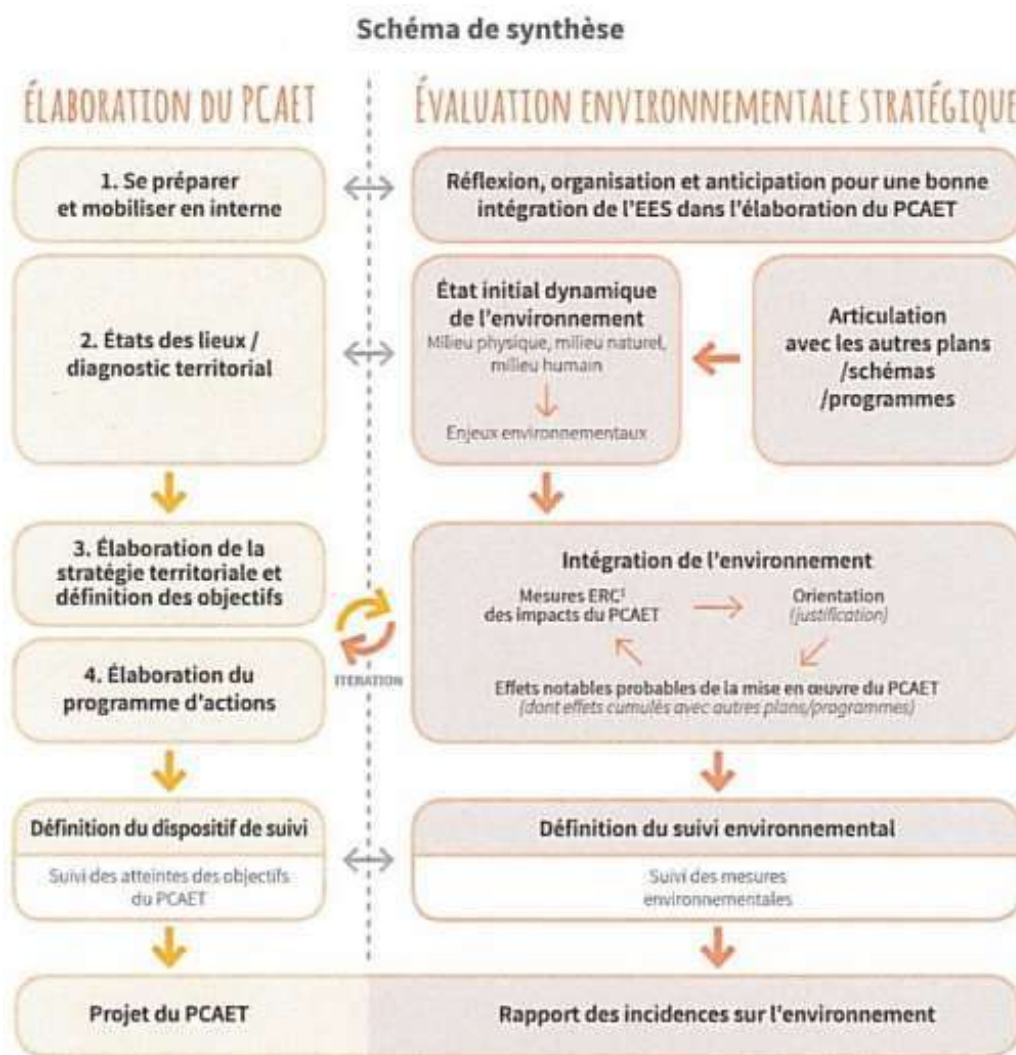 Schéma de synthèse
ÉLABORATION DU PCAET
ÉVALUATION ENVIRONNEMENTALE STRATÉGIQUE
1. Se préparer
et mobiliser en interne
Réflexion, organisation et anticipation pour une bonne
intégration de l'EES dans l'élaboration du PCAET
2. États des lieux /
diagnostic territorial
État initial dynamique
de l'environnement
Milieu physique, milieu naturel,
milieu humain
Enjeux environnementaux
Articulation
avec les autres plans
/schémas
/programmes
3. Élaboration de la
stratégie territoriale et
définition des objectifs
4. Élaboration du
programme d'actions
ITERATION
Intégration de l'environnement
Mesures ERC¹
des impacts du PCAET
Orientation
(justification)
Effets notables probables de la mise en œuvre du PCAET
(dont effets cumulés avec autres plans/programmes)
Définition du dispositif de suivi
Suivi des atteintes des objectifs
du PCAET
Définition du suivi environnemental
Suivi des mesures
environnementales
Projet du PCAET
Rapport des incidences sur l'environnement